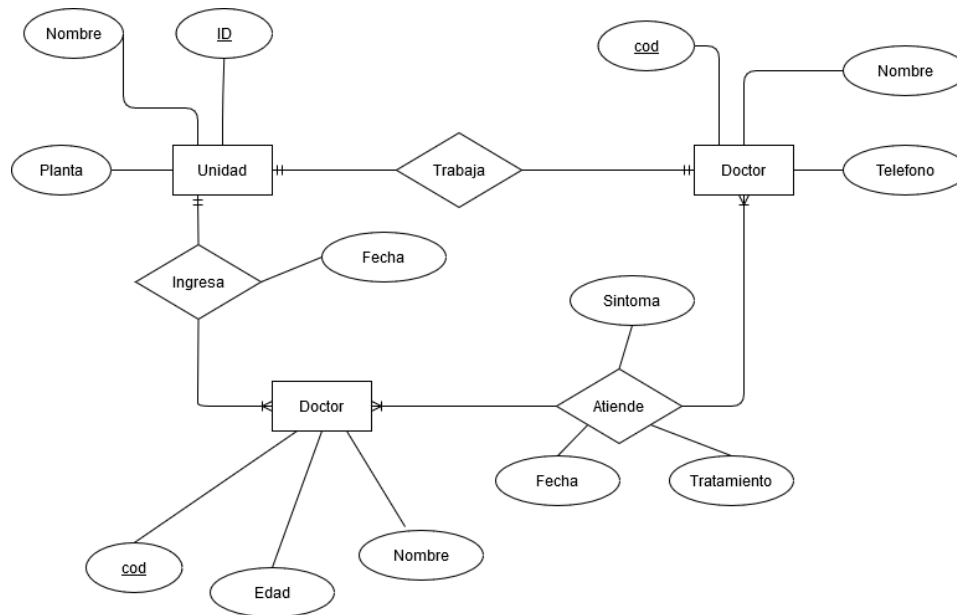 Nombre
ID
cod
Nombre
Planta
Unidad
Trabaja
Doctor
Telefono
Fecha
Ingresa
Sintoma
Doctor
Atiende
Fecha
Tratamiento
cod
Edad
Nombre